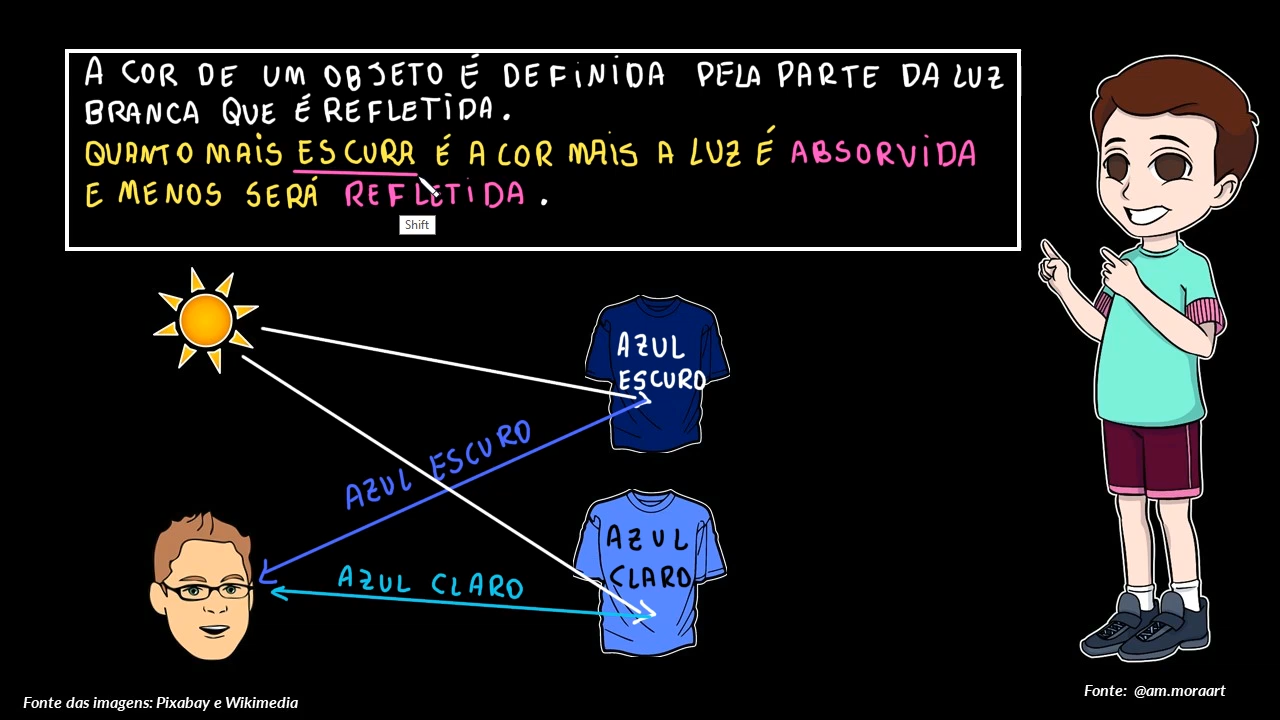 A COR DE UM OBJETO É DEFINIDA PELA PARTE DA LUZ
BRANCA QUE É REFLETIDA.
QUANTO MAIS ESCURA É A COR MAIS A LUZ É ABSORVIDA
E MENOS SERÁ REFLETIDA.
Shift
AZUL
ESCURO
AZUL ESCURO
AZUL
CLARO
AZUL CLARO
Fonte das imagens: Pixabay e Wikimedia
Fonte: @am.moraart